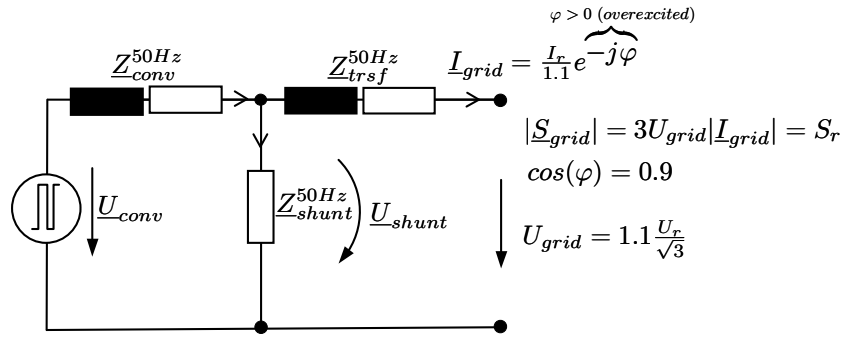 φ > 0 (overexcited)
Z_conv^50Hz
Z_trsf^50Hz
I_grid = I_r/1.1 e^−jφ
|S_grid| = 3U_grid|I_grid| = S_r
cos(φ) = 0.9
U_conv
Z_shunt^50Hz
U_shunt
U_grid = 1.1 U_r/√3